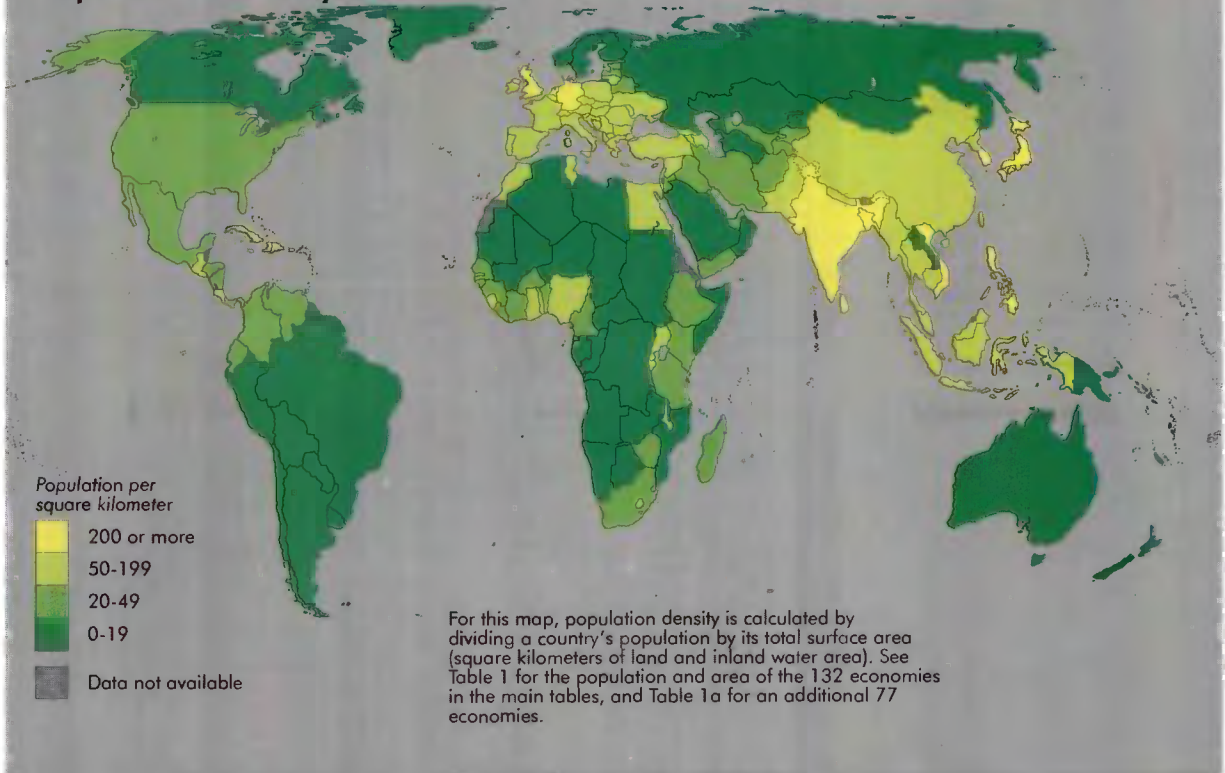 Population per
square kilometer
200 or more
50-199
20-49
0-19
Data not available
For this map, population density is calculated by
dividing a country's population by its total surface area
(square kilometers of land and inland water area). See
Table 1 for the population and area of the 132 economies
in the main tables, and Table 1a for an additional 77
economies.